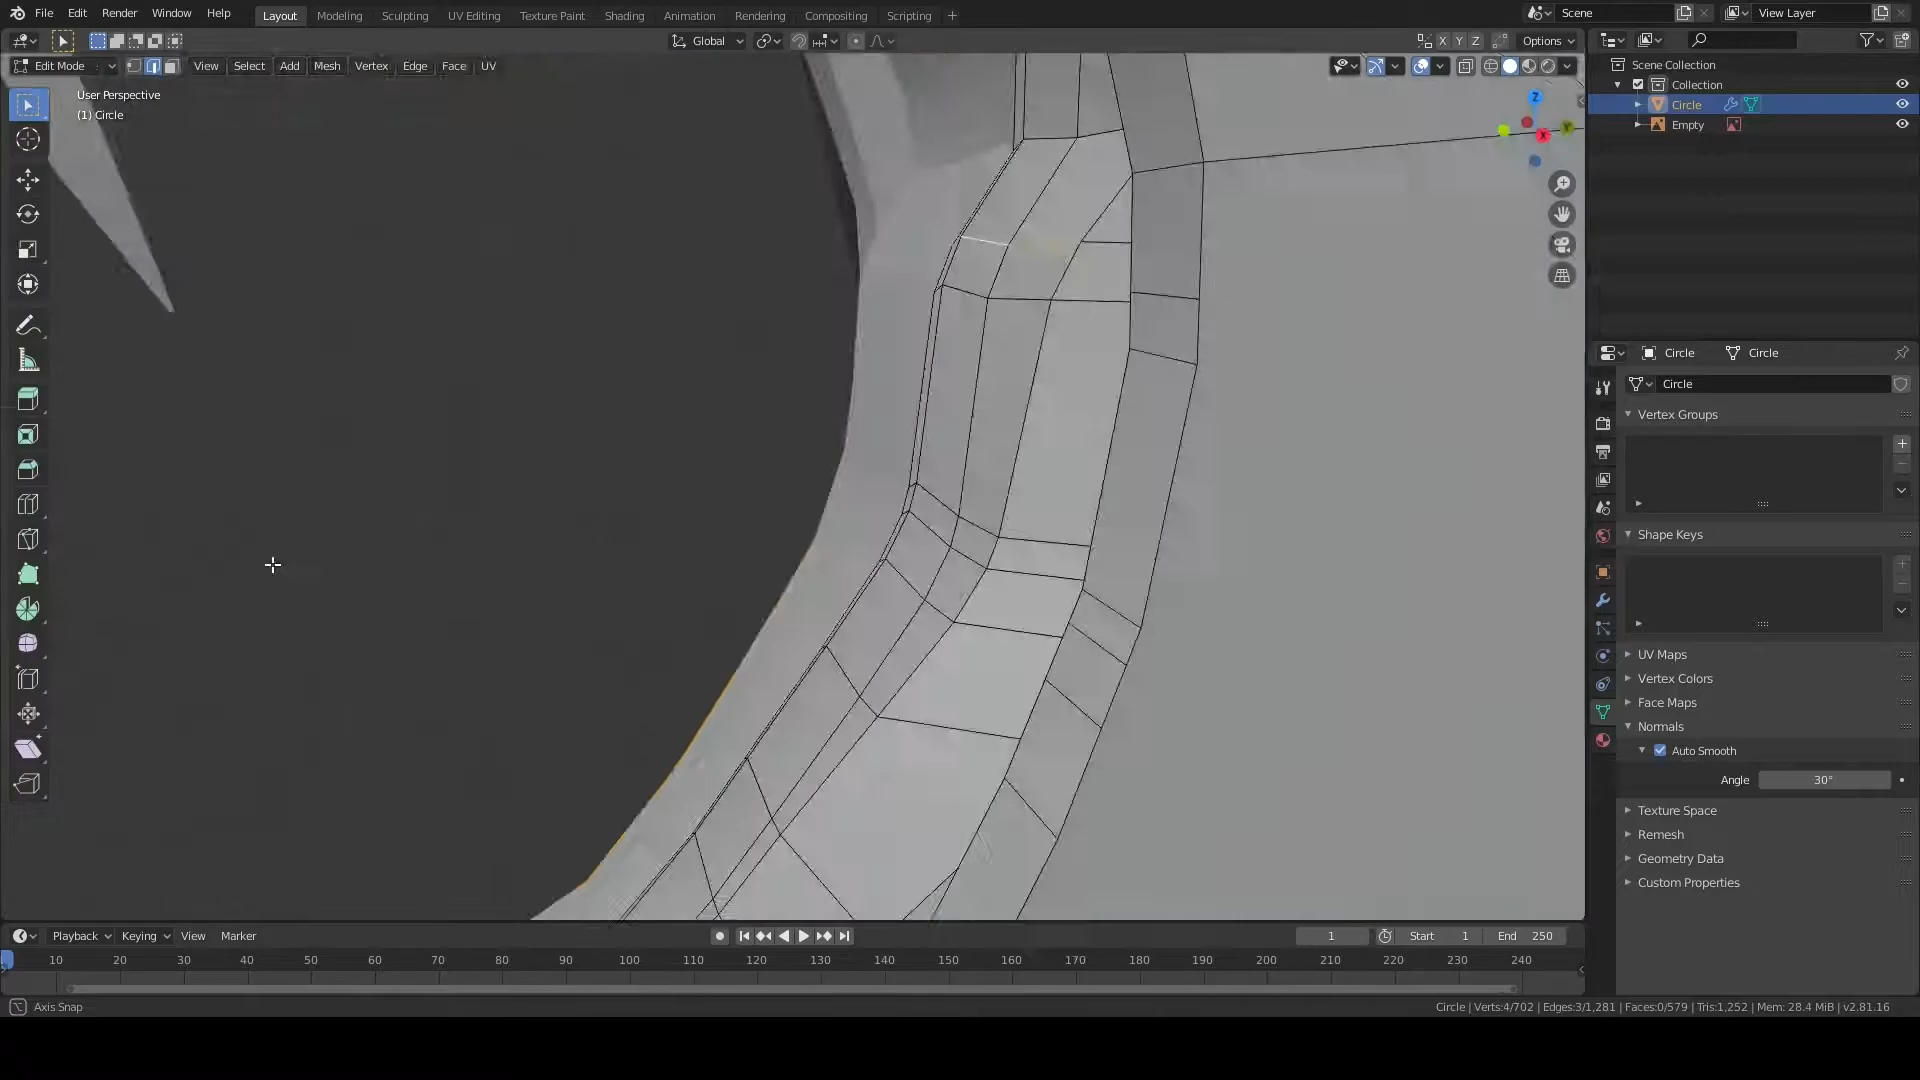 File Edit Render Window Help Layout Modeling Sculpting UV Editing Texture Paint Shading Animation Rendering Compositing Scripting + Scene View Layer
Global X Y Z Options
Edit Mode View Select Add Mesh Vertex Edge Face UV
User Perspective
(1) Circle
Z
Y
X
Scene Collection
Collection
Circle
Empty
Circle Circle
Circle
Vertex Groups
Shape Keys
UV Maps
Vertex Colors
Face Maps
Normals
Auto Smooth
Angle 30°
Texture Space
Remesh
Geometry Data
Custom Properties
Playback Keying View Marker 1 Start 1 End 250
10 20 30 40 50 60 70 80 90 100 110 120 130 140 150 160 170 180 190 200 210 220 230 240
Axis Snap Circle | Verts:4/702 | Edges:3/1,281 | Faces:0/579 | Tris:1,252 | Mem: 28.4 MiB | v2.81.16